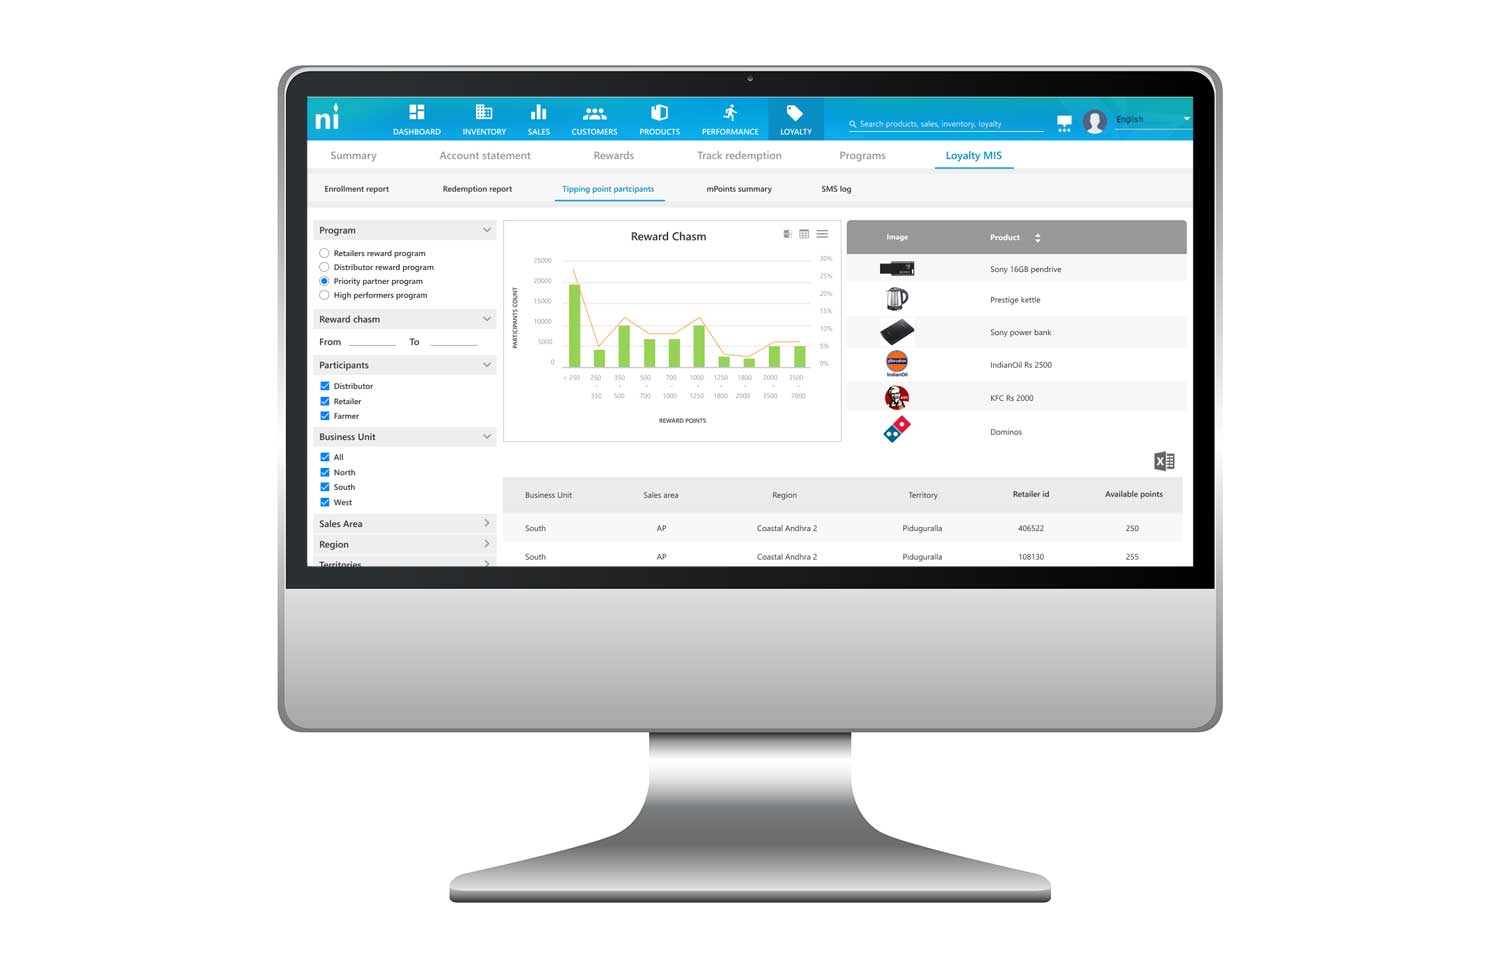 ni
DASHBOARD INVENTORY SALES CUSTOMERS PRODUCTS PERFORMANCE LOYALTY
Search products, sales, inventory, loyalty
English
Summary Account statement Rewards Track redemption Programs Loyalty MIS
Enrollment report Redemption report Tipping point partcipants mPoints summary SMS log
Program
Retailers reward program
Distributor reward program
Priority partner program
High performers program
Reward chasm
From To
Participants
Distributor
Retailer
Farmer
Business Unit
All
North
South
West
Sales Area
Region
Territories
Reward Chasm
PARTICIPANTS COUNT
25000
20000
15000
10000
5000
0
30%
25%
20%
15%
10%
5%
0%
< 250 250 350 500 700 1000 1250 1800 2000 3500
- - - - - - - - -
350 500 700 1000 1250 1800 2000 3500 7000
REWARD POINTS
Image Product
Sony 16GB pendrive
Prestige kettle
Sony power bank
IndianOil
IndianOil Rs 2500
KFC
KFC Rs 2000
Dominos
X
Business Unit Sales area Region Territory Retailer id Available points
South AP Coastal Andhra 2 Piduguralla 406522 250
South AP Coastal Andhra 2 Piduguralla 108130 255